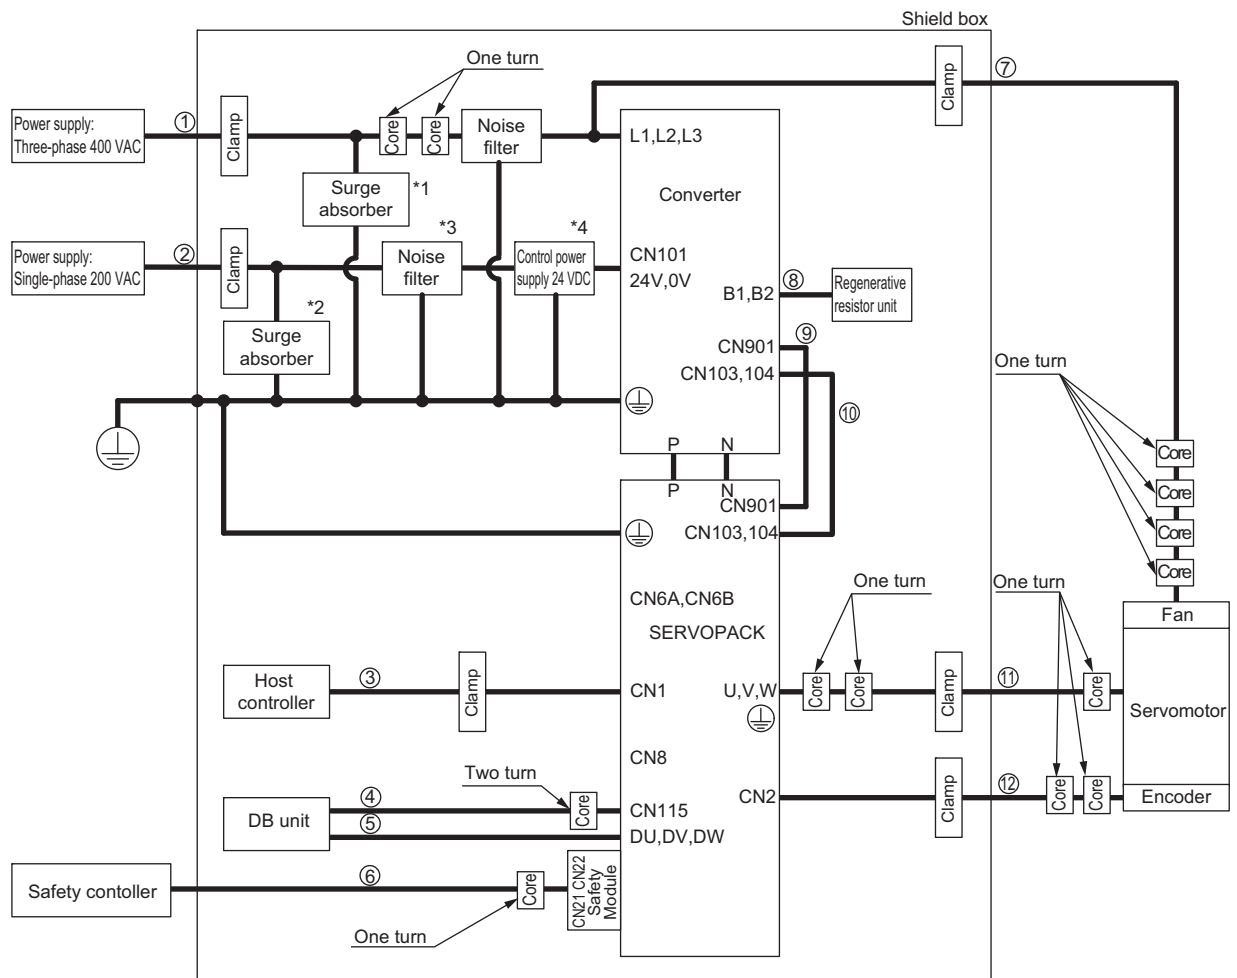 Shield box
One turn
⑦
Clamp
Power supply:
Three-phase 400 VAC
①
Clamp
Core
Core
Noise
filter
L1,L2,L3
Converter
Surge
absorber
*1
Power supply:
Single-phase 200 VAC
②
Clamp
*3
Noise
filter
*4
Control power
supply 24 VDC
CN101
24V,0V
B1,B2
⑧
Regenerative
resistor unit
*2
Surge
absorber
CN901
⑨
CN103,104
⑩
One turn
P
N
P
N
CN901
CN103,104
Core
Core
Core
Core
Fan
CN6A,CN6B
SERVOPACK
One turn
One turn
Host
controller
③
Clamp
CN1
U,V,W
Core
Core
Clamp
⑪
Core
Servomotor
CN8
Two turn
DB unit
④
Core
CN115
⑤
DU,DV,DW
CN2
Clamp
⑫
Core
Core
Encoder
Safety contoller
⑥
Core
CN21 CN22
Safety
Module
One turn